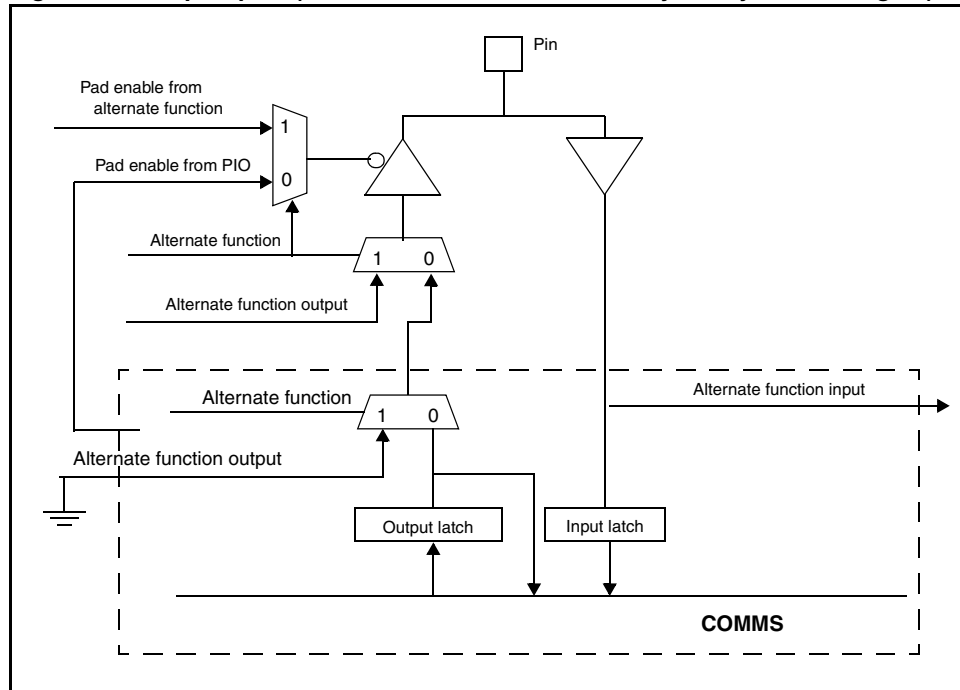 Pin
Pad enable from
alternate function
1
Pad enable from PIO
0
Alternate function
1 0
Alternate function output
Alternate function
Alternate function input
1 0
Alternate function output
Output latch
Input latch
COMMS